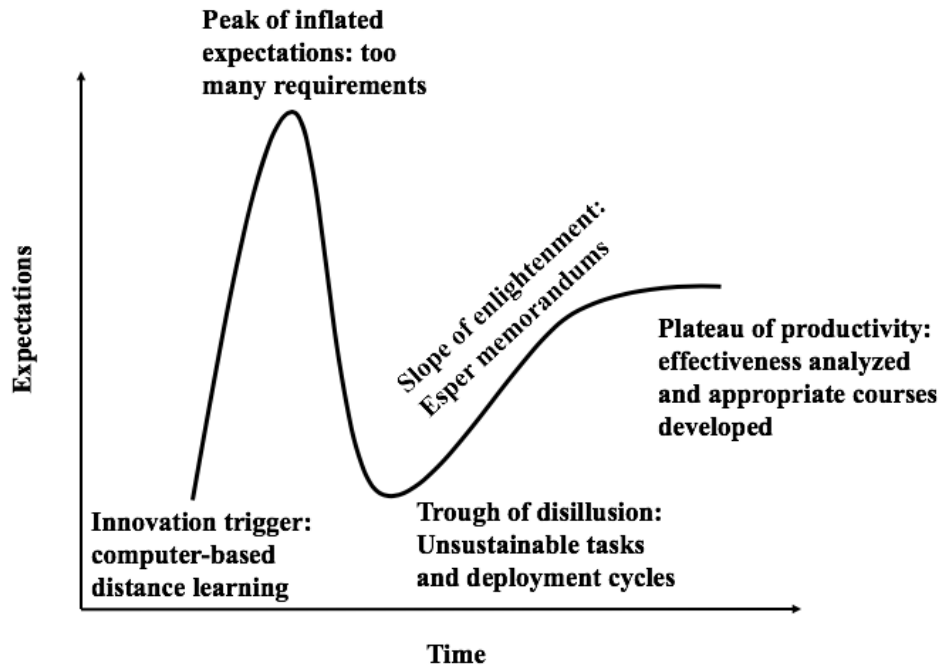 Peak of inflated
expectations: too
many requirements
Expectations
Slope of enlightenment:
Esper memorandums
Plateau of productivity:
effectiveness analyzed
and appropriate courses
developed
Innovation trigger:
computer-based
distance learning
Trough of disillusion:
Unsustainable tasks
and deployment cycles
Time